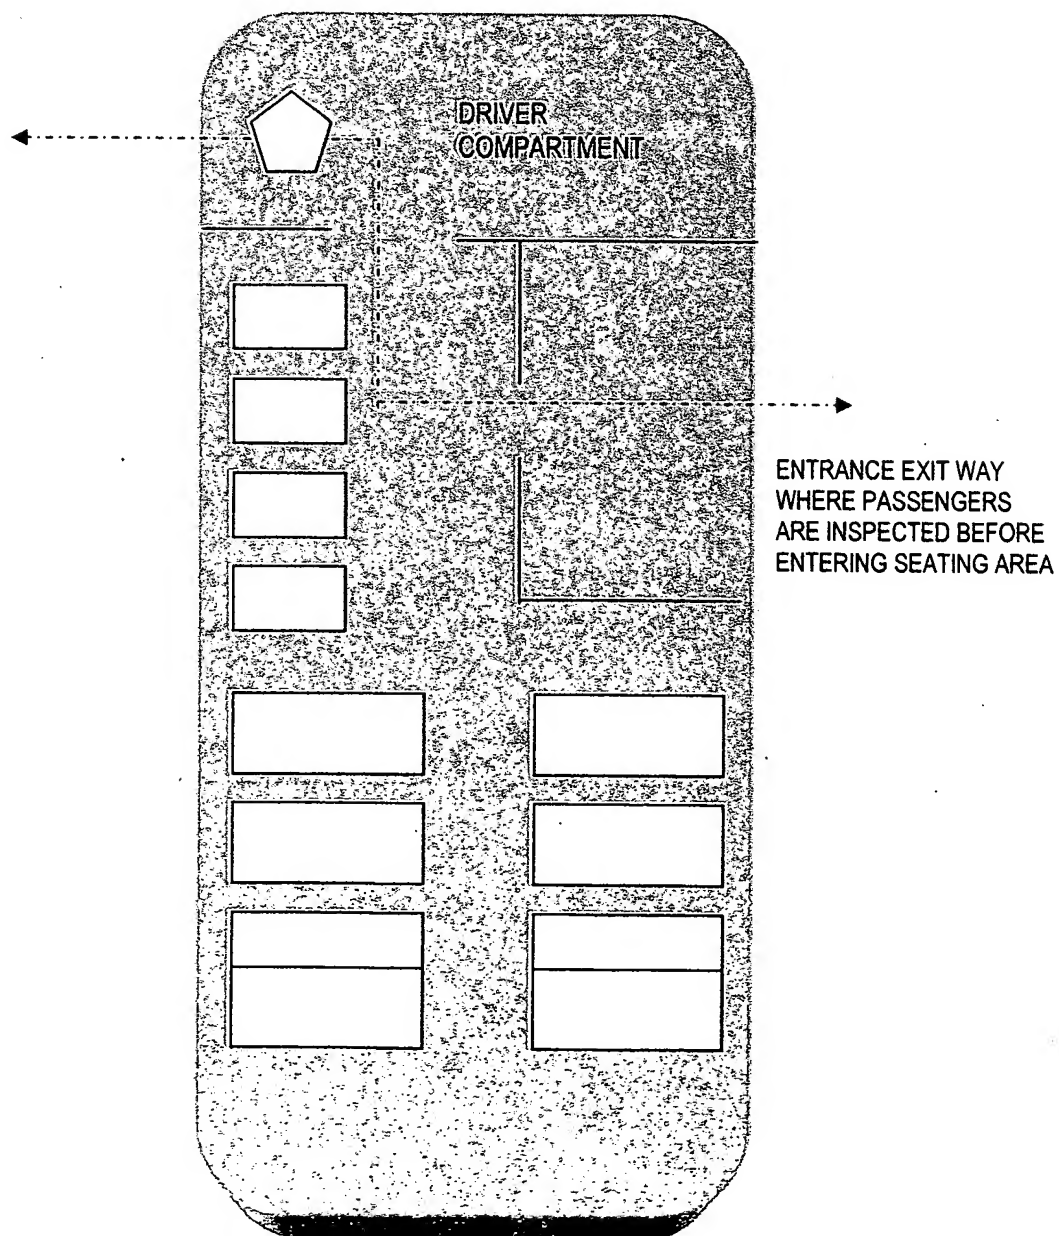 DRIVER
COMPARTMENT
ENTRANCE EXIT WAY
WHERE PASSENGERS
ARE INSPECTED BEFORE
ENTERING SEATING AREA